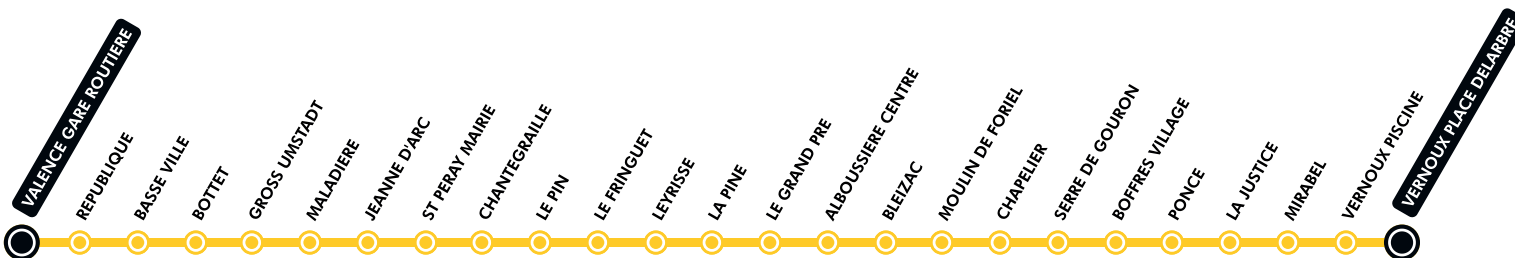 VALENCE GARE ROUTIERE
REPUBLIQUE
BASSE VILLE
BOTTET
GROSS UMSTADT
MALADIERE
JEANNE D'ARC
ST PERAY MAIRIE
CHANTEGRAILLE
LE PIN
LE FRINGUET
LEYRISSE
LA PINE
LE GRAND PRE
ALBOUSSIERE CENTRE
BLEIZAC
MOULIN DE FORIEL
CHAPELIER
SERRE DE GOURON
BOFFRES VILLAGE
PONCE
LA JUSTICE
MIRABEL
VERNOUX PISCINE
VERNOUX PLACE DELARBRE